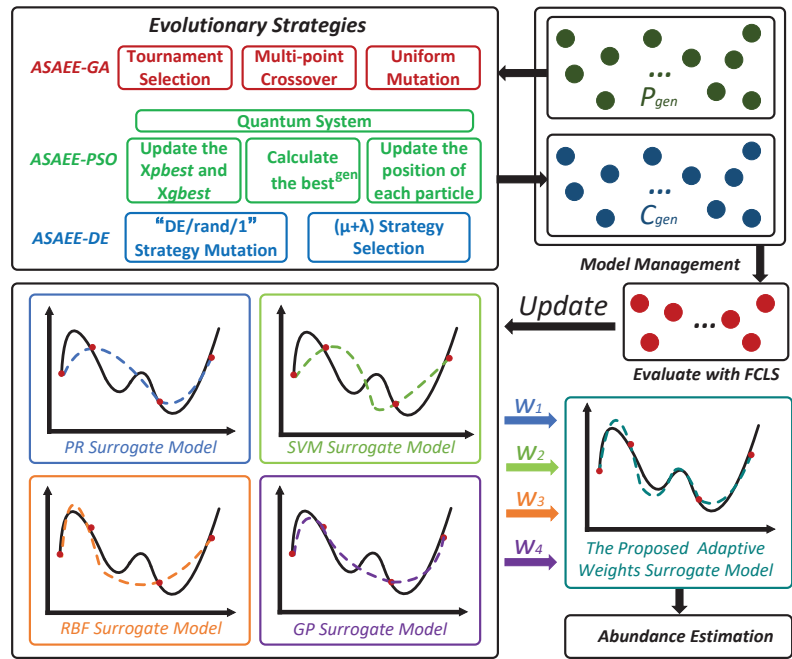 Evolutionary Strategies
ASAEE-GA
Tournament
Selection
Multi-point
Crossover
Uniform
Mutation
...
Pgen
Quantum System
ASAEE-PSO
Update the
Xpbest and
Xgbest
Calculate
the best^gen
Update the
position of
each particle
...
Cgen
ASAEE-DE
“DE/rand/1”
Strategy Mutation
(μ+λ) Strategy
Selection
Model Management
...
Update
Evaluate with FCLS
PR Surrogate Model
SVM Surrogate Model
RBF Surrogate Model
GP Surrogate Model
W1
W2
W3
W4
The Proposed Adaptive
Weights Surrogate Model
Abundance Estimation